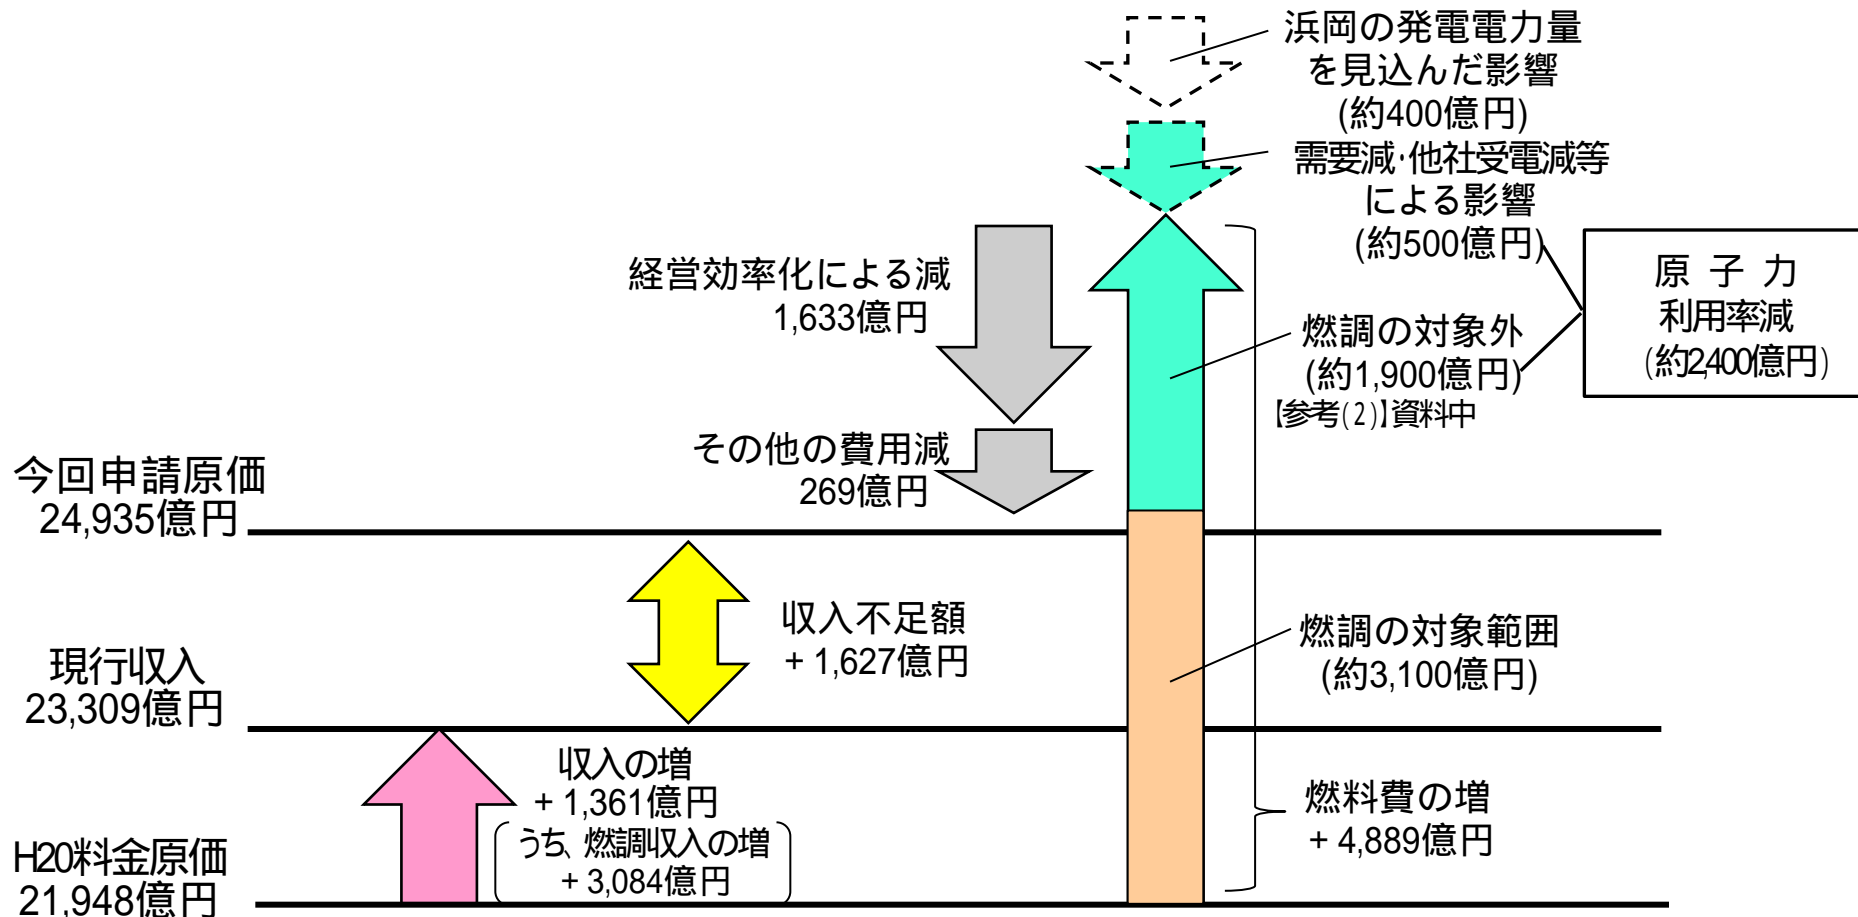 浜岡の発電電力量
を見込んだ影響
(約400億円)
需要減・他社受電減等
による影響
(約500億円)
原子力
利用率減
(約2,400億円)
経営効率化による減
1,633億円
燃調の対象外
(約1,900億円)
【参考(2)】資料中
その他の費用減
269億円
今回申請原価
24,935億円
収入不足額
+ 1,627億円
燃調の対象範囲
(約3,100億円)
現行収入
23,309億円
収入の増
+ 1,361億円
うち、燃調収入の増
+ 3,084億円
燃料費の増
+ 4,889億円
H20料金原価
21,948億円